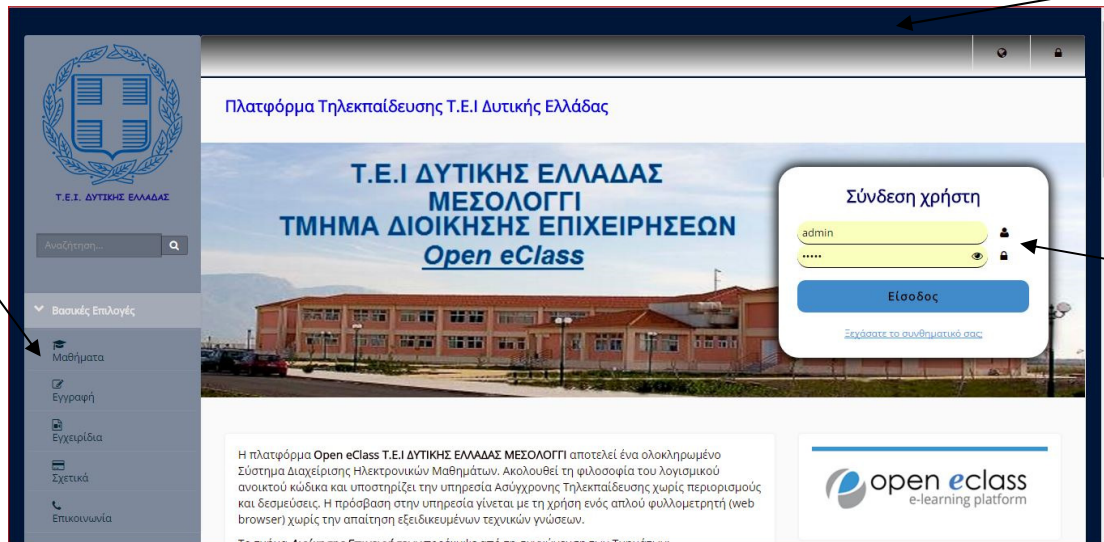 Τ.Ε.Ι. ΔΥΤΙΚΗΣ ΕΛΛΑΔΑΣ
Αναζήτηση...
Βασικές Επιλογές
Μαθήματα
Εγγραφή
Εγχειρίδια
Σχετικά
Επικοινωνία
Πλατφόρμα Τηλεκπαίδευσης Τ.Ε.Ι Δυτικής Ελλάδας
Τ.Ε.Ι ΔΥΤΙΚΗΣ ΕΛΛΑΔΑΣ
ΜΕΣΟΛΟΓΓΙ
ΤΜΗΜΑ ΔΙΟΙΚΗΣΗΣ ΕΠΙΧΕΙΡΗΣΕΩΝ
Open eClass
Σύνδεση χρήστη
admin
•••••
Είσοδος
Ξεχάσατε το συνθηματικό σας;
Η πλατφόρμα Open eClass Τ.Ε.Ι ΔΥΤΙΚΗΣ ΕΛΛΑΔΑΣ ΜΕΣΟΛΟΓΓΙ αποτελεί ένα ολοκληρωμένο
Σύστημα Διαχείρισης Ηλεκτρονικών Μαθημάτων. Ακολουθεί τη φιλοσοφία του λογισμικού
ανοικτού κώδικα και υποστηρίζει την υπηρεσία Ασύγχρονης Τηλεκπαίδευσης χωρίς περιορισμούς
και δεσμεύσεις. Η πρόσβαση στην υπηρεσία γίνεται με τη χρήση ενός απλού φυλλομετρητή (web
browser) χωρίς την απαίτηση εξειδικευμένων τεχνικών γνώσεων.
open eclass
e-learning platform